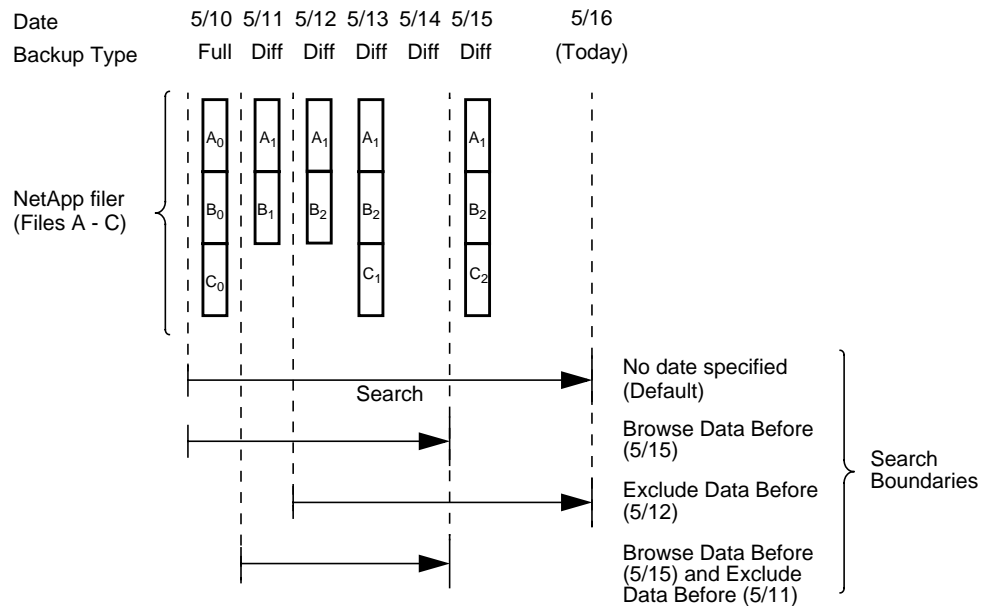 Date 5/10 5/11 5/12 5/13 5/14 5/15 5/16
Backup Type Full Diff Diff Diff Diff Diff (Today)
A₀ A₁ A₁ A₁ A₁
NetApp filer
(Files A - C)
B₀ B₁ B₂ B₂ B₂
C₀ C₁ C₂
No date specified
(Default)
Search
Browse Data Before
(5/15)
Search
Boundaries
Exclude Data Before
(5/12)
Browse Data Before
(5/15) and Exclude
Data Before (5/11)